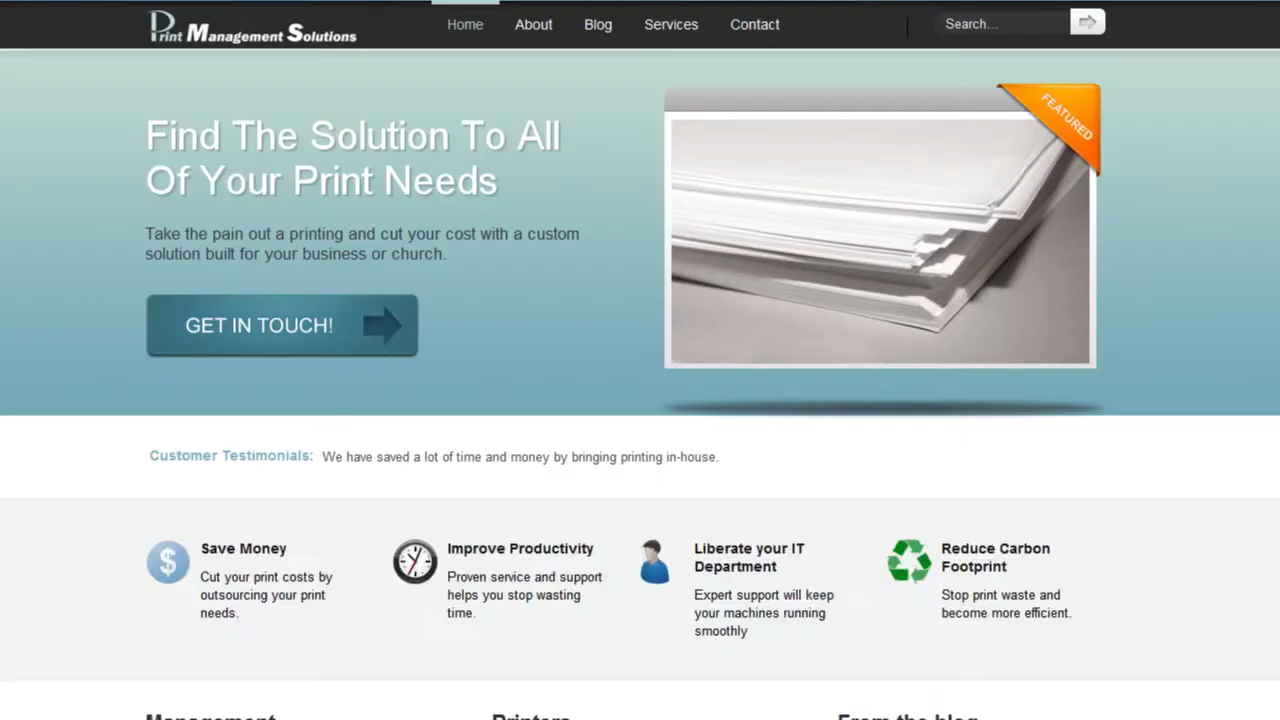 Print Management Solutions
Home About Blog Services Contact
Search...
FEATURED
Find The Solution To All
Of Your Print Needs
Take the pain out a printing and cut your cost with a custom
solution built for your business or church.
GET IN TOUCH!
Customer Testimonials: We have saved a lot of time and money by bringing printing in-house.
Save Money
Cut your print costs by
outsourcing your print
needs.
Improve Productivity
Proven service and support
helps you stop wasting
time.
Liberate your IT
Department
Expert support will keep
your machines running
smoothly
Reduce Carbon
Footprint
Stop print waste and
become more efficient.
Management Printers From the blog